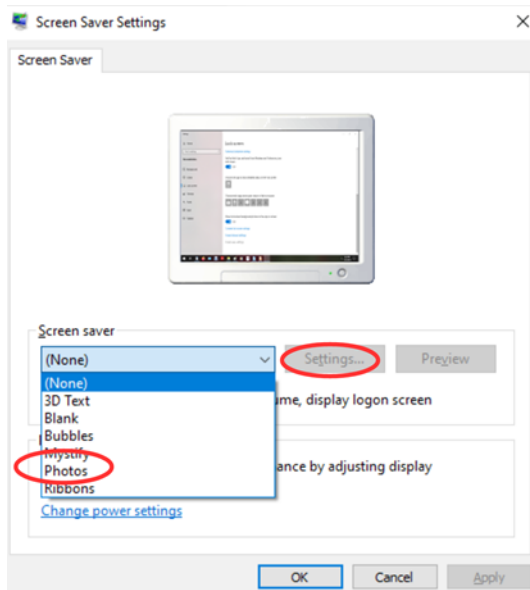 Screen Saver Settings
Screen Saver
Screen saver
(None)
Settings...
Preview
(None)
3D Text
ume, display logon screen
Blank
Bubbles
Mystify
Photos
ance by adjusting display
Ribbons
Change power settings
OK
Cancel
Apply